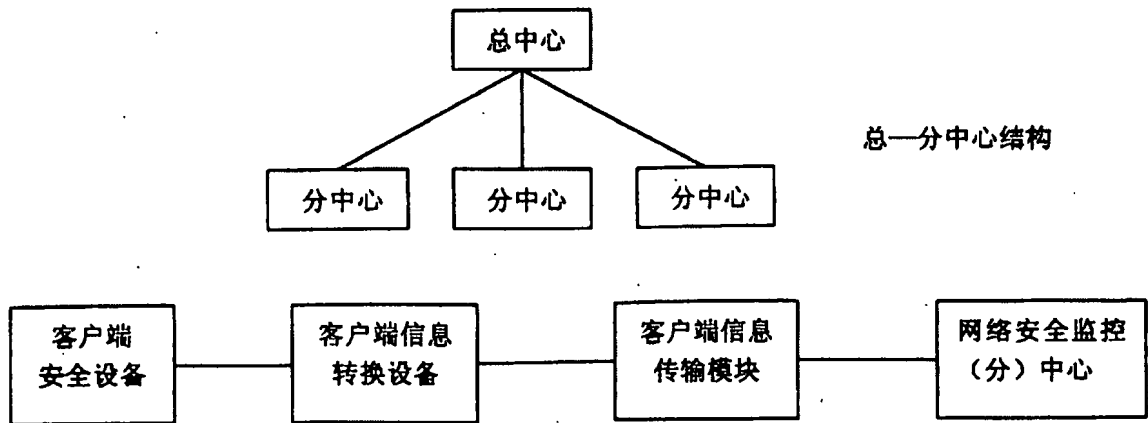 总中心
总—分中心结构
分中心
分中心
分中心
客户端
安全设备
客户端信息
转换设备
客户端信息
传输模块
网络安全监控
（分）中心